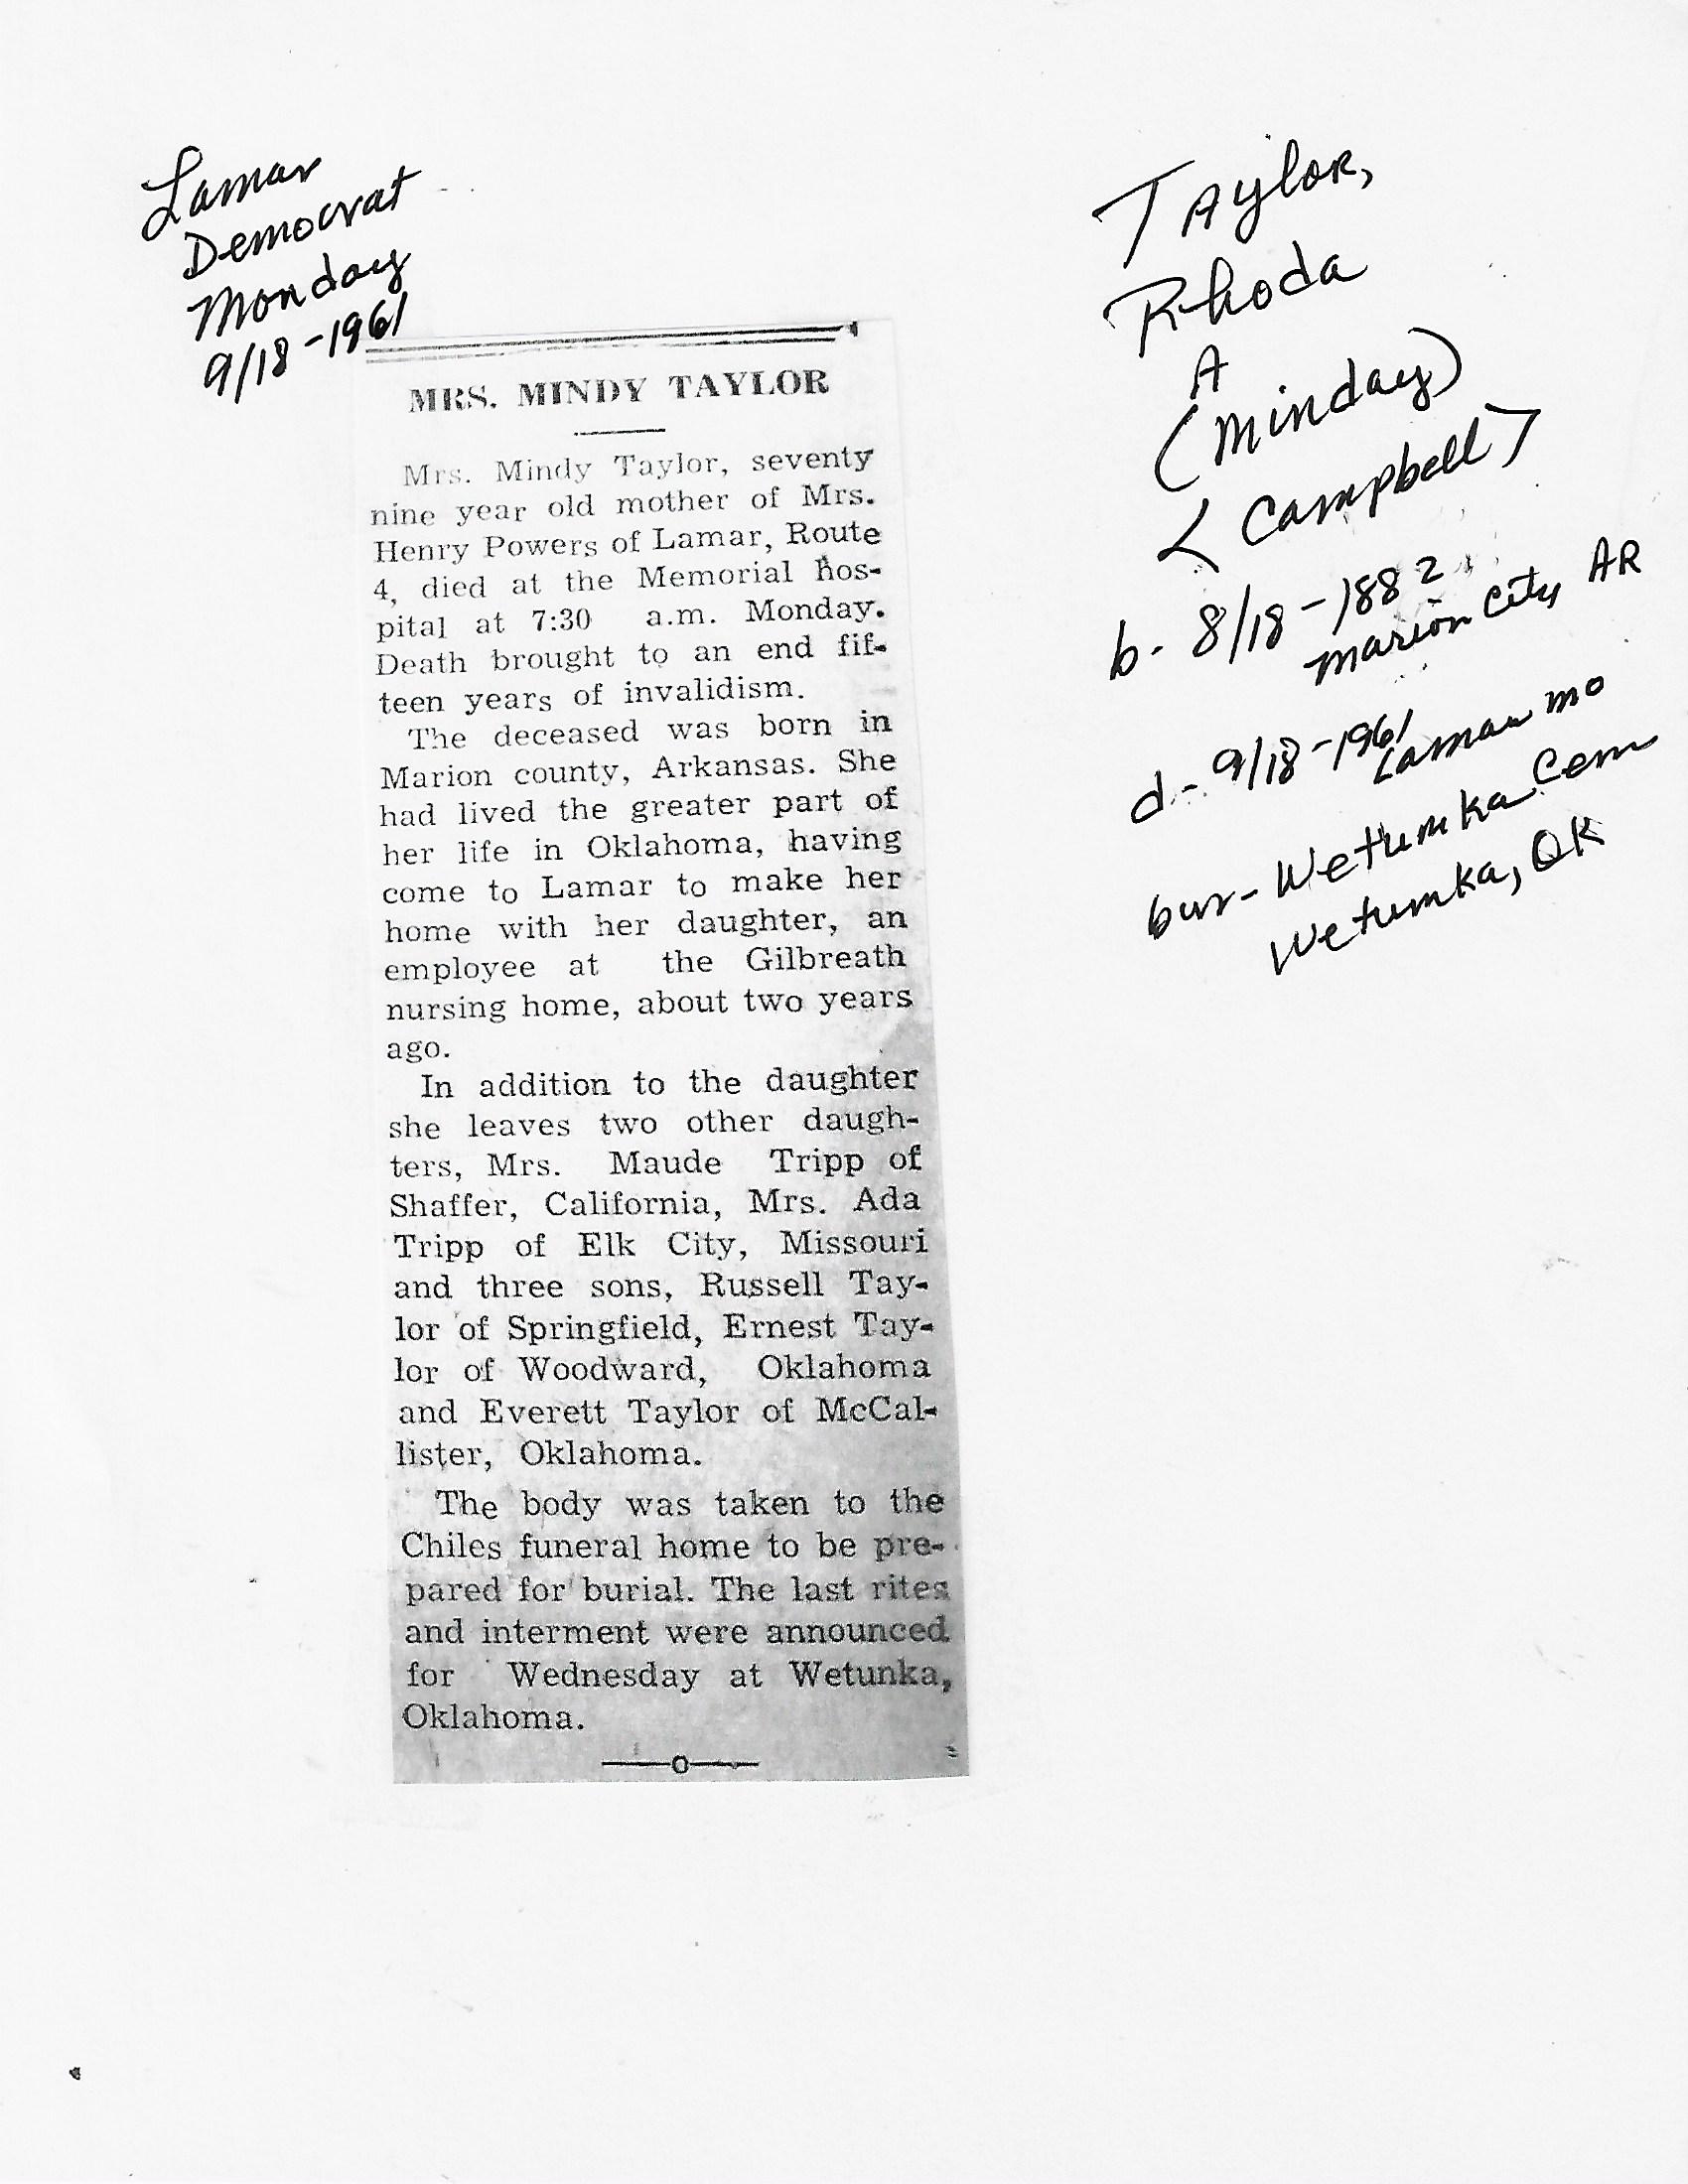 Lamar
Democrat
Monday
9/18-1961
MRS. MINDY TAYLOR
Mrs. Mindy Taylor, seventy
nine year old mother of Mrs.
Henry Powers of Lamar, Route
4, died at the Memorial hos-
pital at 7:30 a.m. Monday.
Death brought to an end fif-
teen years of invalidism.
The deceased was born in
Marion county, Arkansas. She
had lived the greater part of
her life in Oklahoma, having
come to Lamar to make her
home with her daughter, an
employee at the Gilbreath
nursing home, about two years
ago.
In addition to the daughter
she leaves two other daugh-
ters, Mrs. Maude Tripp of
Shaffer, California, Mrs. Ada
Tripp of Elk City, Missouri
and three sons, Russell Tay-
lor of Springfield, Ernest Tay-
lor of Woodward, Oklahoma
and Everett Taylor of McCal-
lister, Oklahoma.
The body was taken to the
Chiles funeral home to be pre-
pared for burial. The last rites
and interment were announced
for Wednesday at Wetunka,
Oklahoma.
Taylor,
Rhoda
A
(Minday)
< Campbell >
b- 8/18-1882
Marion City AR
d- 9/18-1961
Lamar MO
bur- Wetumka Cem
Wetumka, OK